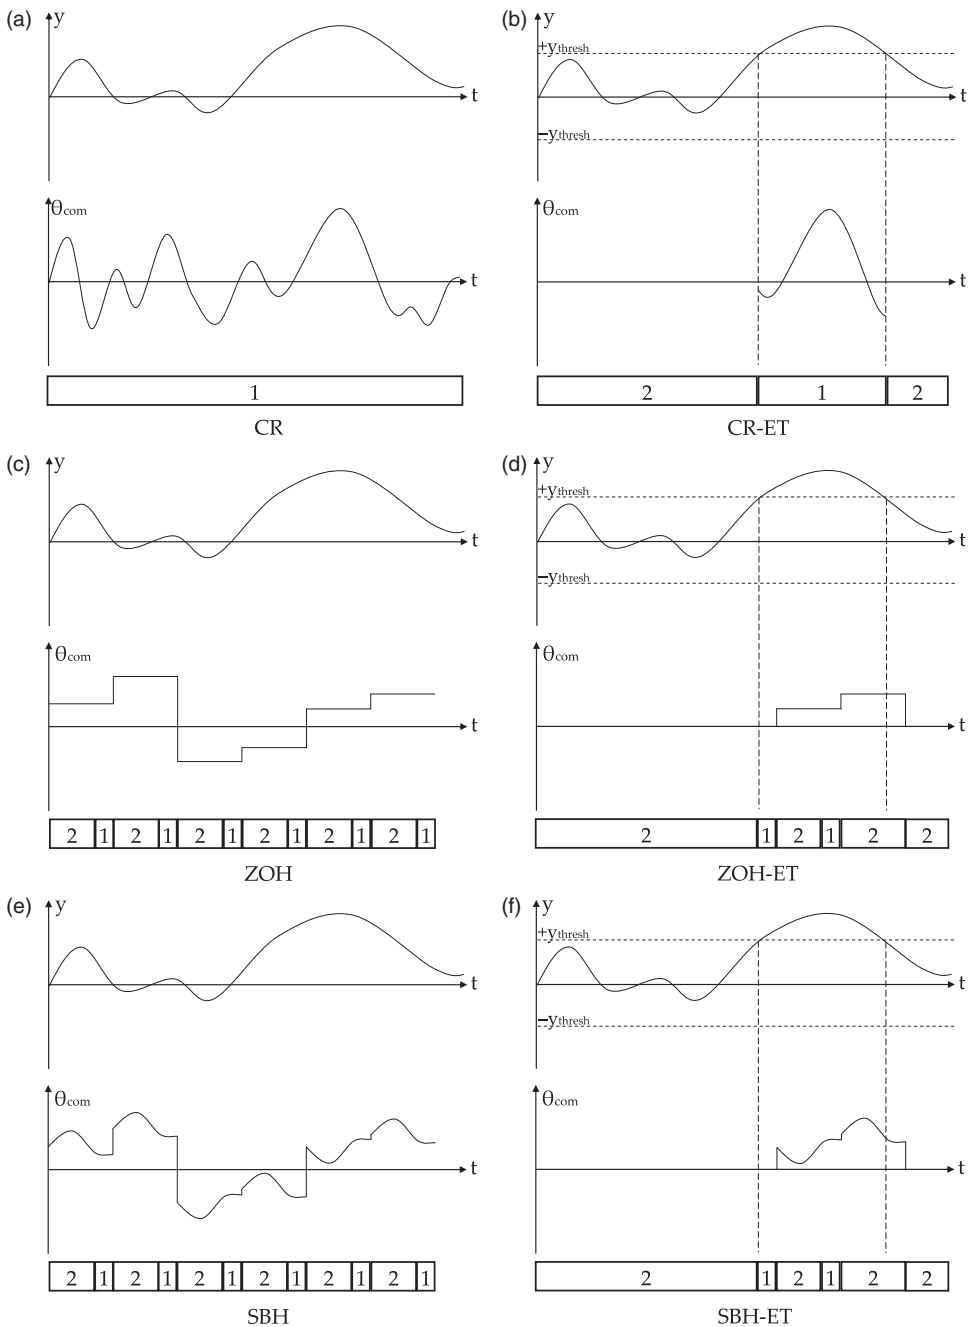 (a) y
t
θcom
t
1
CR
(b) y
+ythresh
t
−ythresh
θcom
t
2 1 2
CR-ET
(c) y
t
θcom
t
2 1 2 1 2 1 2 1 2 1 2 1
ZOH
(d) y
+ythresh
t
−ythresh
θcom
t
2 1 2 1 2 2
ZOH-ET
(e) y
t
θcom
t
2 1 2 1 2 1 2 1 2 1 2 1
SBH
(f) y
+ythresh
t
−ythresh
θcom
t
2 1 2 1 2 2
SBH-ET